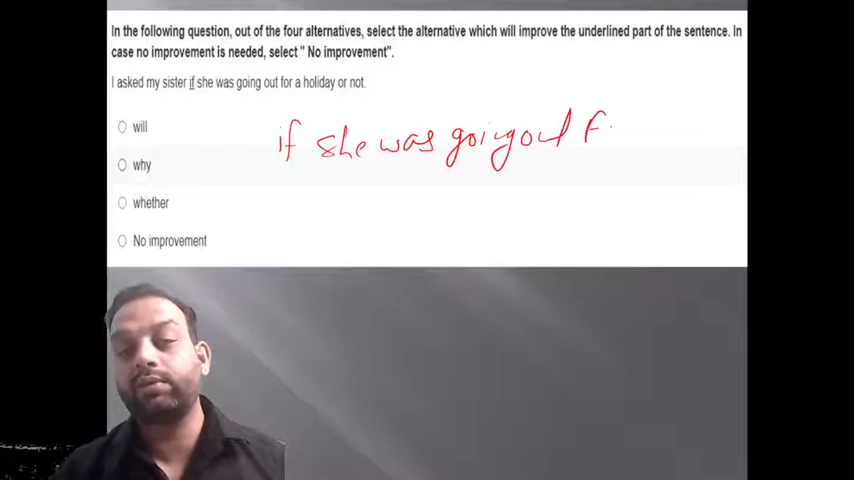 In the following question, out of the four alternatives, select the alternative which will improve the underlined part of the sentence. In
case no improvement is needed, select " No improvement".
I asked my sister if she was going out for a holiday or not.
will
if she was going out F
why
whether
No improvement